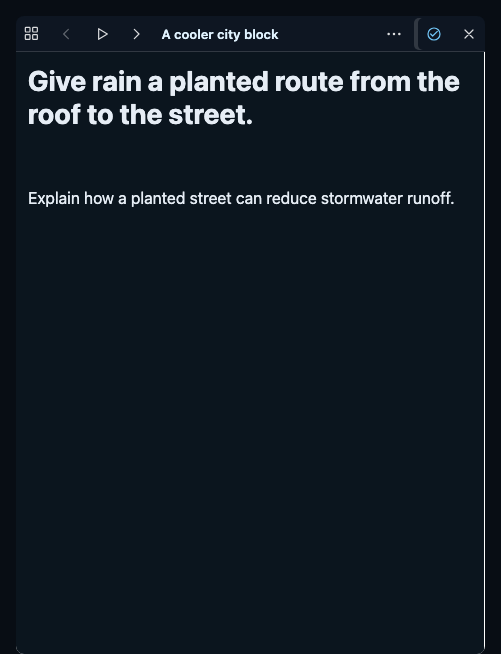 A cooler city block
Give rain a planted route from the
roof to the street.
Explain how a planted street can reduce stormwater runoff.